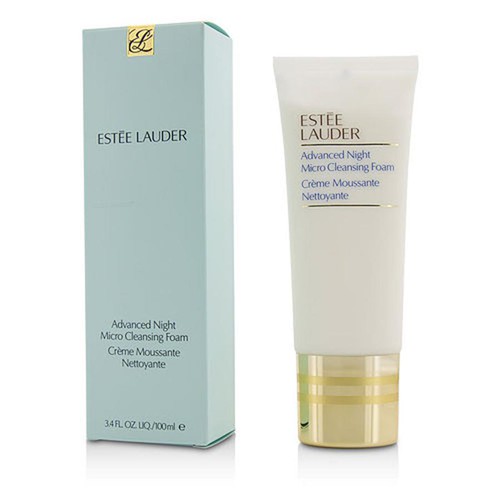 EL
ESTĒE LAUDER
Advanced Night
Micro Cleansing Foam
Crème Moussante
Nettoyante
3.4 FL. OZ. LIQ./100ml ℮
ESTĒE
LAUDER
Advanced Night
Micro Cleansing Foam
Crème Moussante
Nettoyante